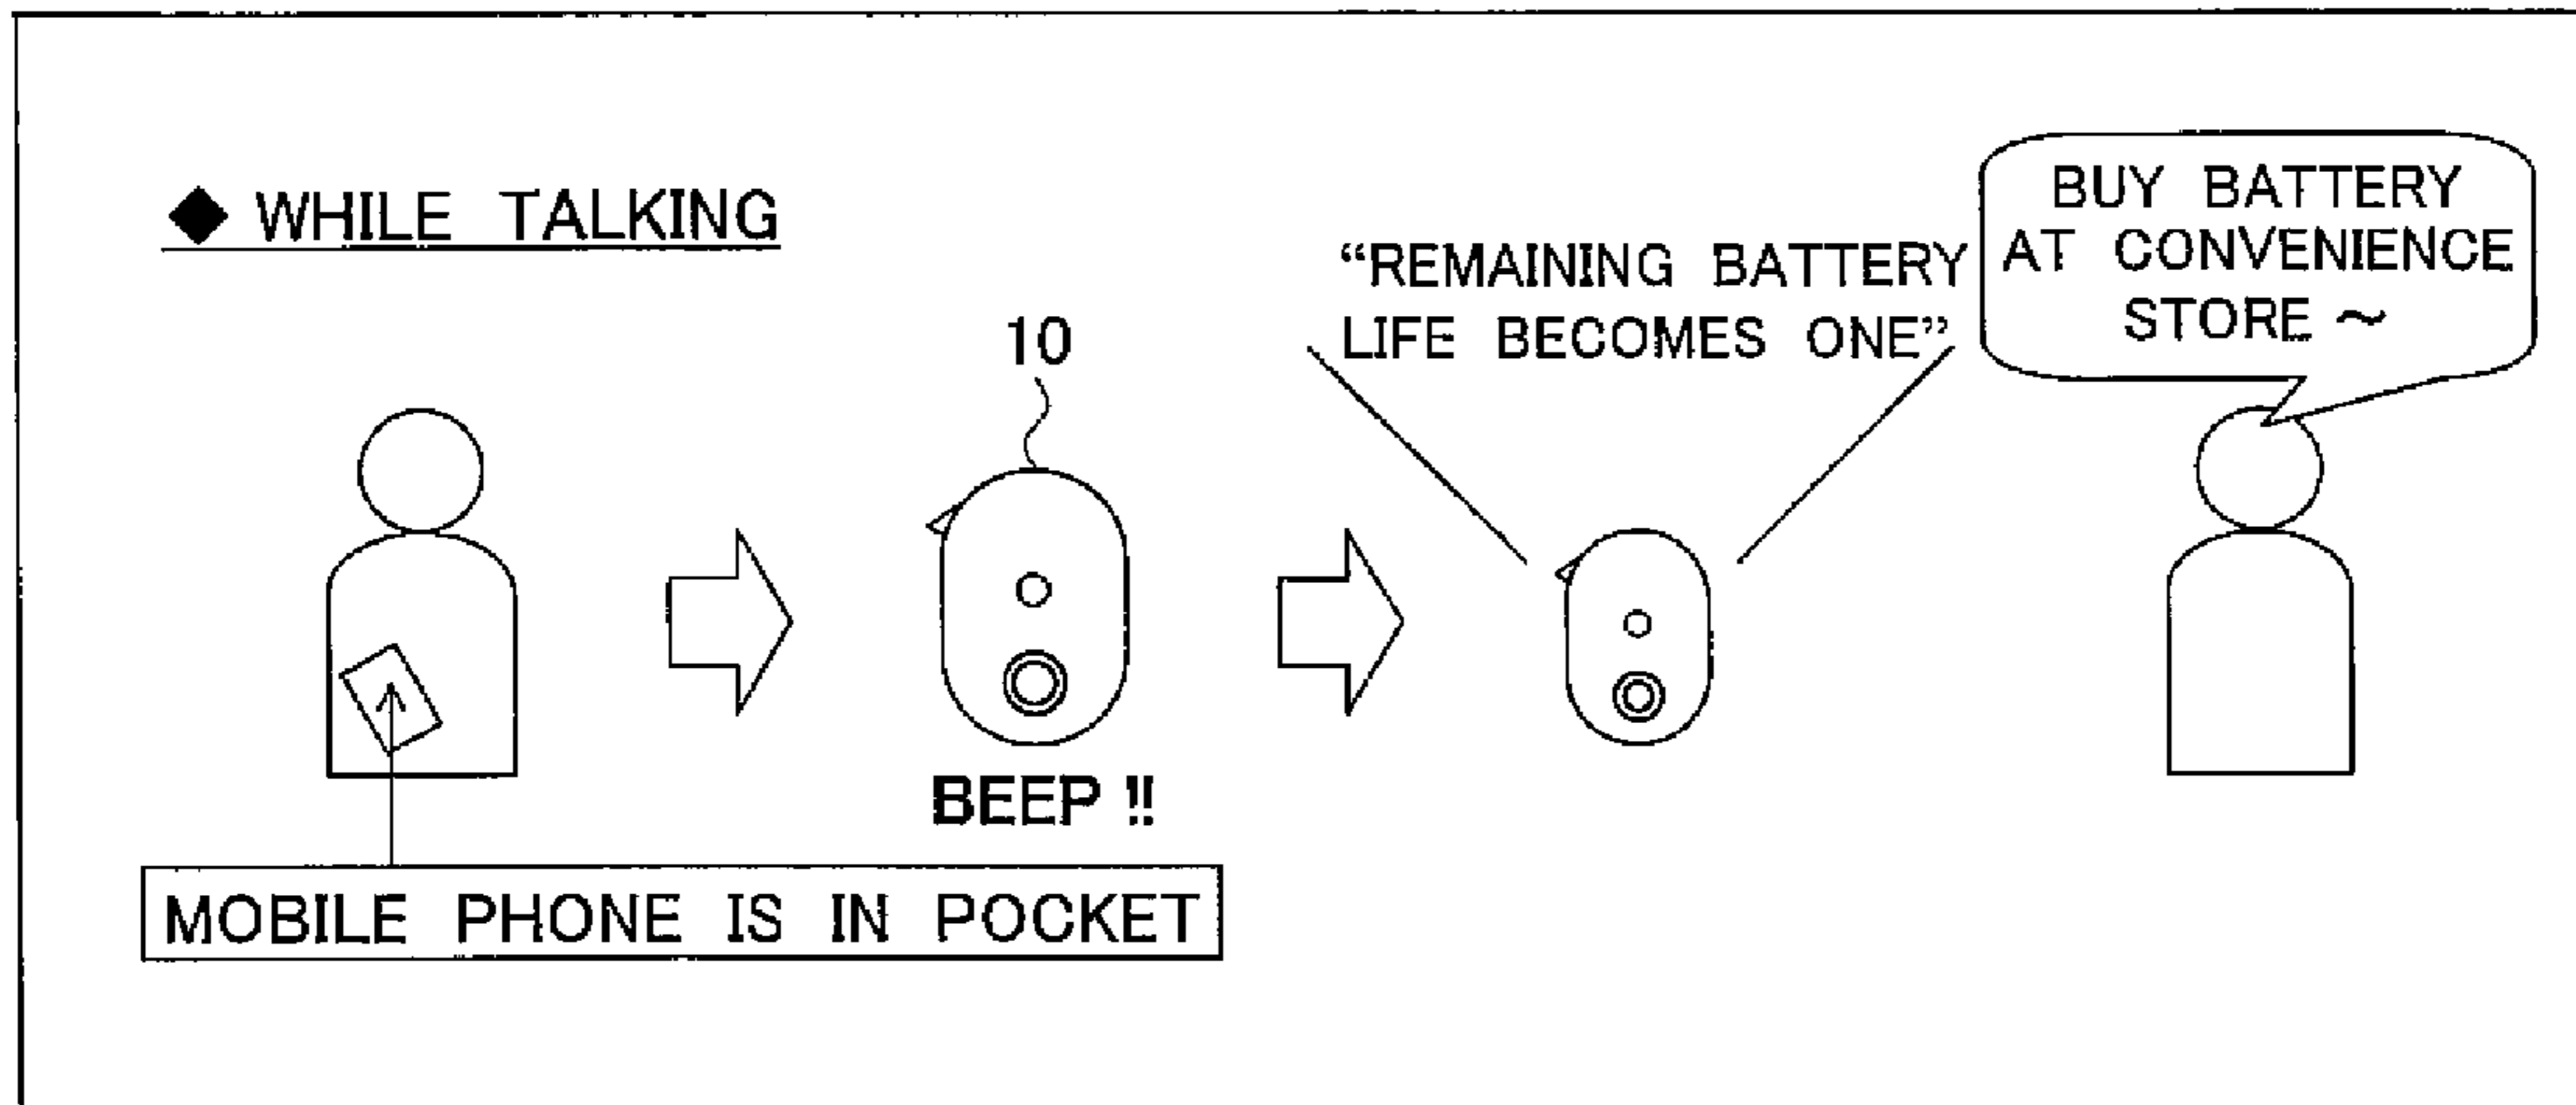 ◆ WHILE TALKING
10
BEEP !!
MOBILE PHONE IS IN POCKET
“REMAINING BATTERY
LIFE BECOMES ONE”
BUY BATTERY
AT CONVENIENCE
STORE ~